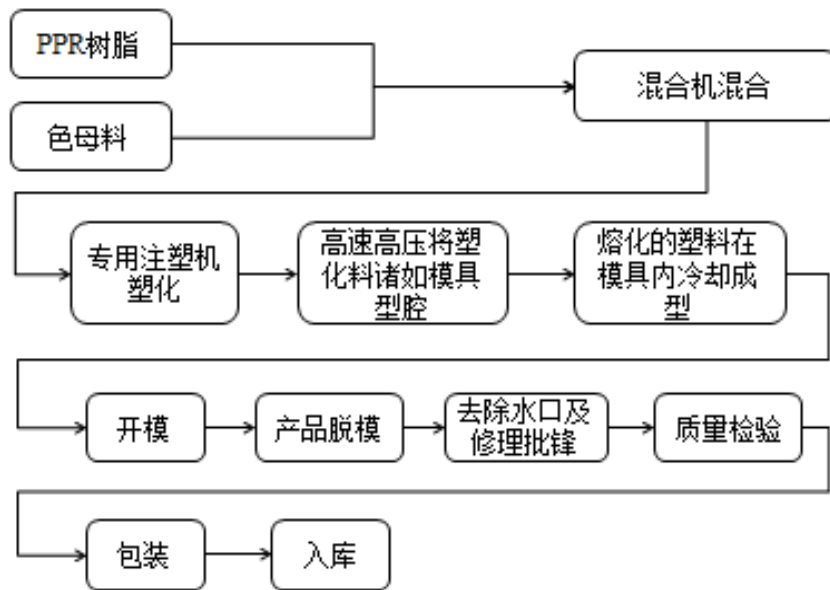 PPR树脂
色母料
混合机混合
专用注塑机
塑化
高速高压将塑
化料诸如模具
型腔
熔化的塑料在
模具内冷却成
型
开模
产品脱模
去除水口及
修理批锋
质量检验
包装
入库